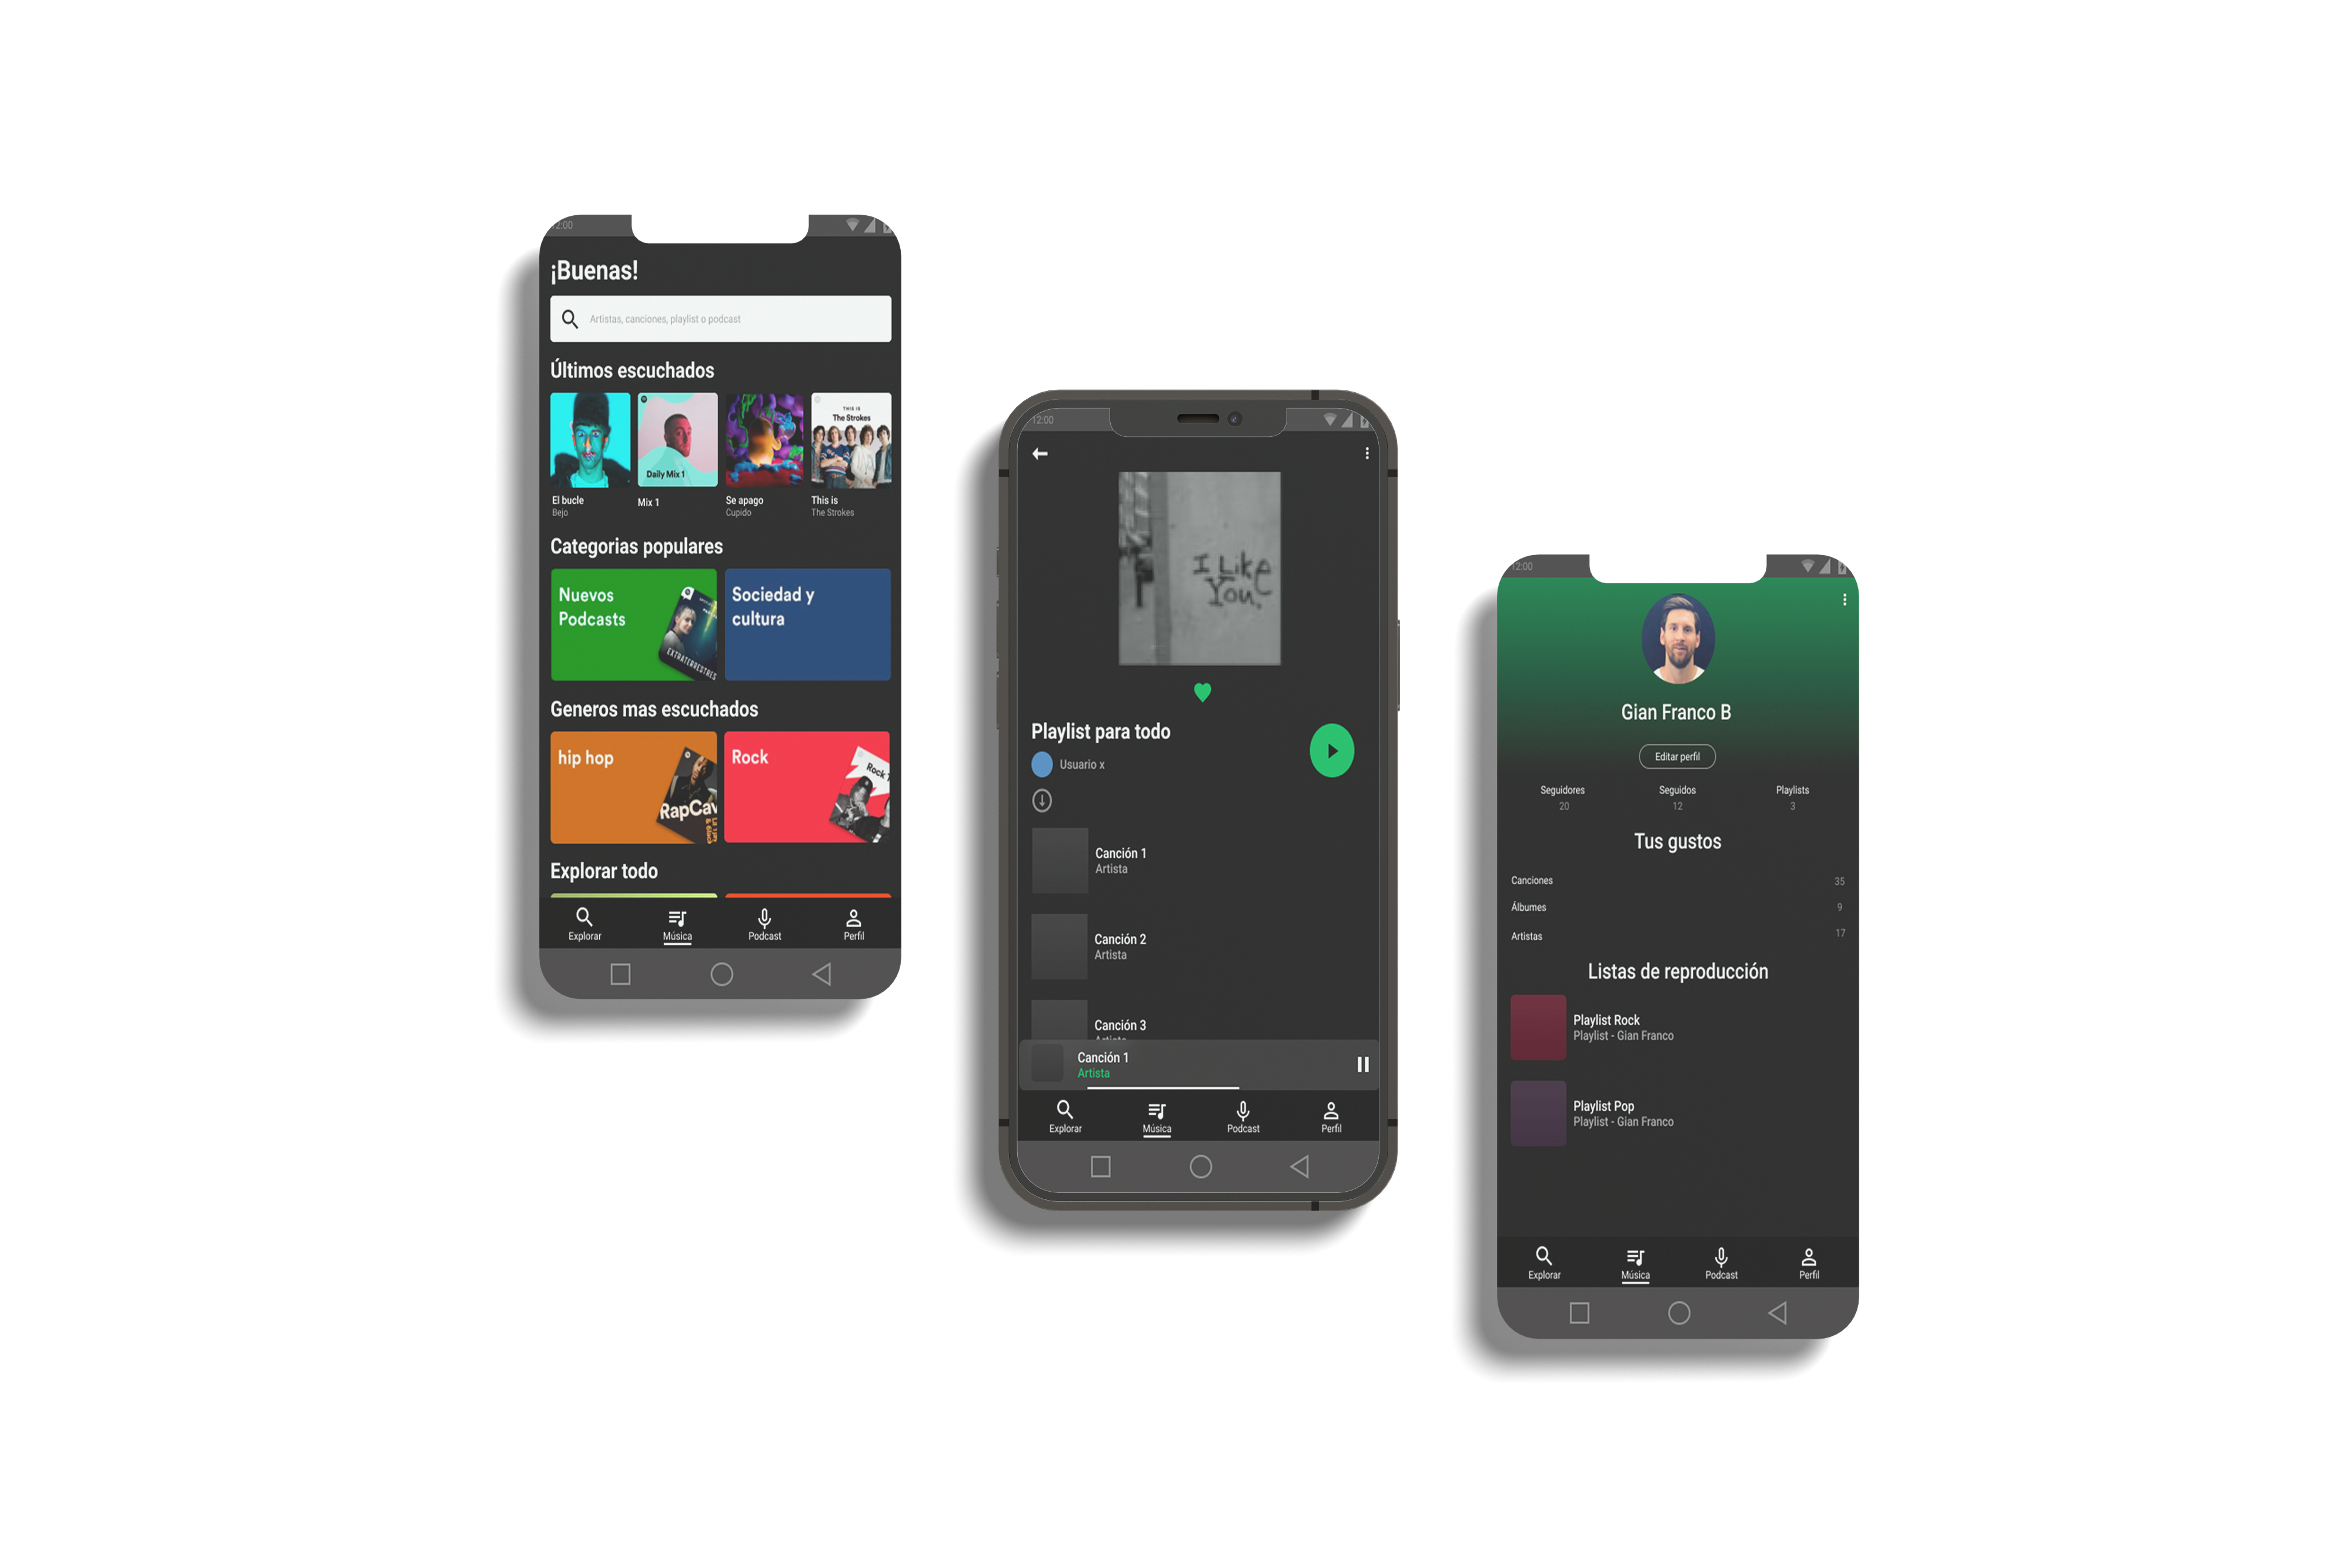 12:00
¡Buenas!
Artistas, canciones, playlist o podcast
Últimos escuchados
Daily Mix 1
THIS IS
The Strokes
El bucle
Bejo
Mix 1
Se apago
Cupido
This is
The Strokes
Categorias populares
Nuevos
Podcasts
EXTRATERRESTRES
Sociedad y
cultura
Generos mas escuchados
hip hop
RapCav
Rock
Rock
Explorar todo
Explorar
Música
Podcast
Perfil
12:00
I Like
You.
Playlist para todo
Usuario x
Canción 1
Artista
Canción 2
Artista
Canción 3
Artista
Canción 1
Artista
Explorar
Música
Podcast
Perfil
12:00
Gian Franco B
Editar perfil
Seguidores
Seguidos
Playlists
20
12
3
Tus gustos
Canciones
35
Álbumes
9
Artistas
17
Listas de reproducción
Playlist Rock
Playlist - Gian Franco
Playlist Pop
Playlist - Gian Franco
Explorar
Música
Podcast
Perfil